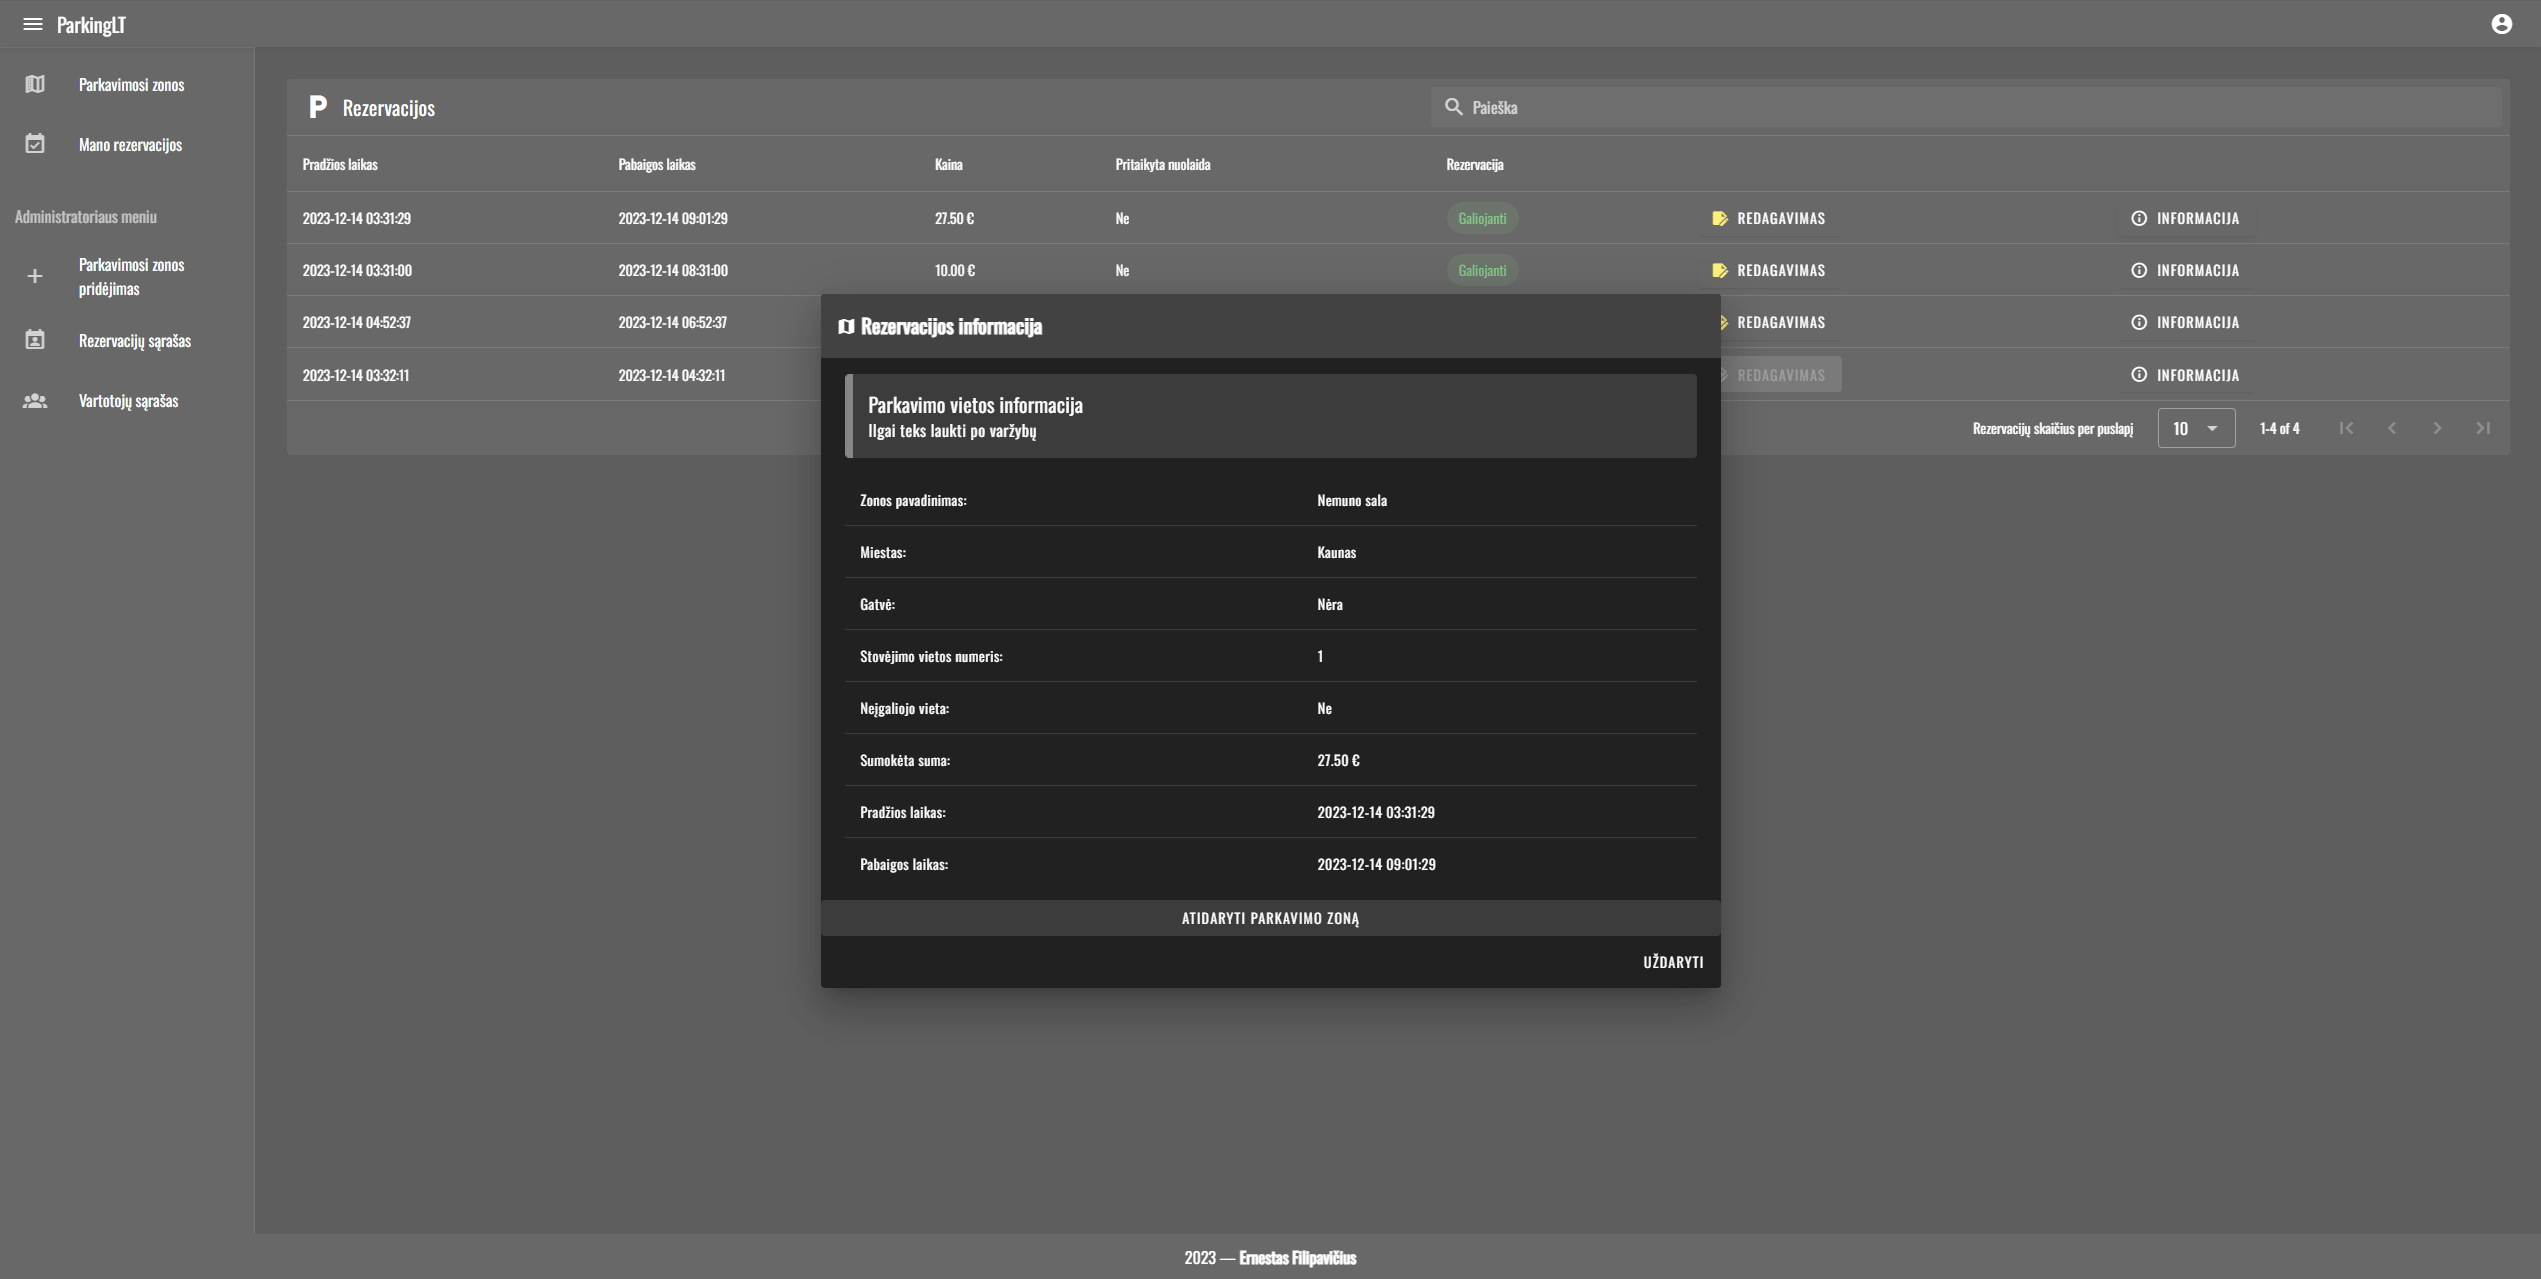 ParkingLT
Parkavimosi zonos
Mano rezervacijos
Administratoriaus meniu
Parkavimosi zonos
pridėjimas
Rezervacijų sąrašas
Vartotojų sąrašas
Rezervacijos
Paieška
Pradžios laikas Pabaigos laikas Kaina Pritaikyta nuolaida Rezervacija
2023-12-14 03:31:29 2023-12-14 09:01:29 27.50 € Ne Galiojanti REDAGAVIMAS INFORMACIJA
2023-12-14 03:31:00 2023-12-14 08:31:00 10.00 € Ne Galiojanti REDAGAVIMAS INFORMACIJA
2023-12-14 04:52:37 2023-12-14 06:52:37 REDAGAVIMAS INFORMACIJA
2023-12-14 03:32:11 2023-12-14 04:32:11 REDAGAVIMAS INFORMACIJA
Rezervacijų skaičius per puslapį 10 1-4 of 4
Rezervacijos informacija
Parkavimo vietos informacija
Ilgai teks laukti po varžybų
Zonos pavadinimas: Nemuno sala
Miestas: Kaunas
Gatvė: Nėra
Stovėjimo vietos numeris: 1
Neįgaliojo vieta: Ne
Sumokėta suma: 27.50 €
Pradžios laikas: 2023-12-14 03:31:29
Pabaigos laikas: 2023-12-14 09:01:29
ATIDARYTI PARKAVIMO ZONĄ
UŽDARYTI
2023 — Ernestas Filipavičius